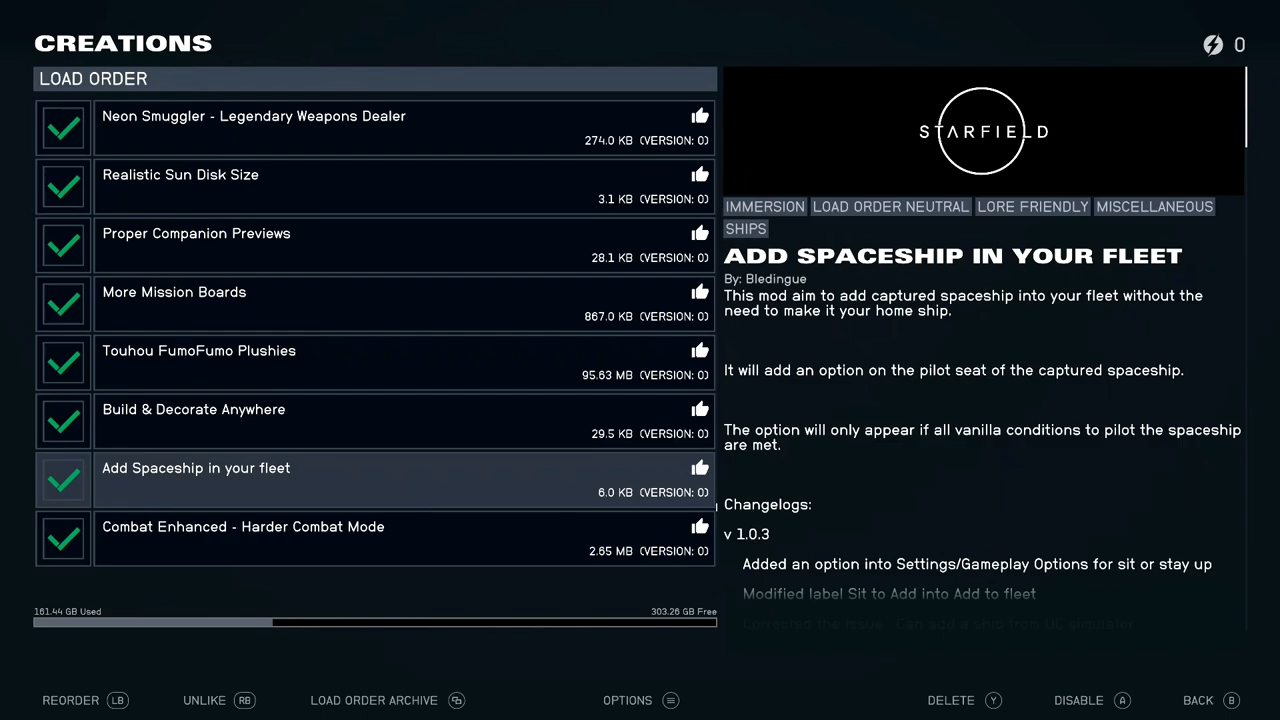 CREATIONS
0
LOAD ORDER
Neon Smuggler - Legendary Weapons Dealer
274.0 KB (VERSION: 0)
Realistic Sun Disk Size
3.1 KB (VERSION: 0)
Proper Companion Previews
28.1 KB (VERSION: 0)
More Mission Boards
867.0 KB (VERSION: 0)
Touhou FumoFumo Plushies
95.63 MB (VERSION: 0)
Build & Decorate Anywhere
29.5 KB (VERSION: 0)
Add Spaceship in your fleet
6.0 KB (VERSION: 0)
Combat Enhanced - Harder Combat Mode
2.65 MB (VERSION: 0)
161.44 GB Used
303.26 GB Free
STARFIELD
IMMERSION LOAD ORDER NEUTRAL LORE FRIENDLY MISCELLANEOUS
SHIPS
ADD SPACESHIP IN YOUR FLEET
By: Bledingue
This mod aim to add captured spaceship into your fleet without the
need to make it your home ship.
It will add an option on the pilot seat of the captured spaceship.
The option will only appear if all vanilla conditions to pilot the spaceship
are met.
Changelogs:
v 1.0.3
Added an option into Settings/Gameplay Options for sit or stay up
Modified label Sit to Add into Add to fleet
Corrected the issue
REORDER LB UNLIKE RB LOAD ORDER ARCHIVE OPTIONS DELETE Y DISABLE A BACK B